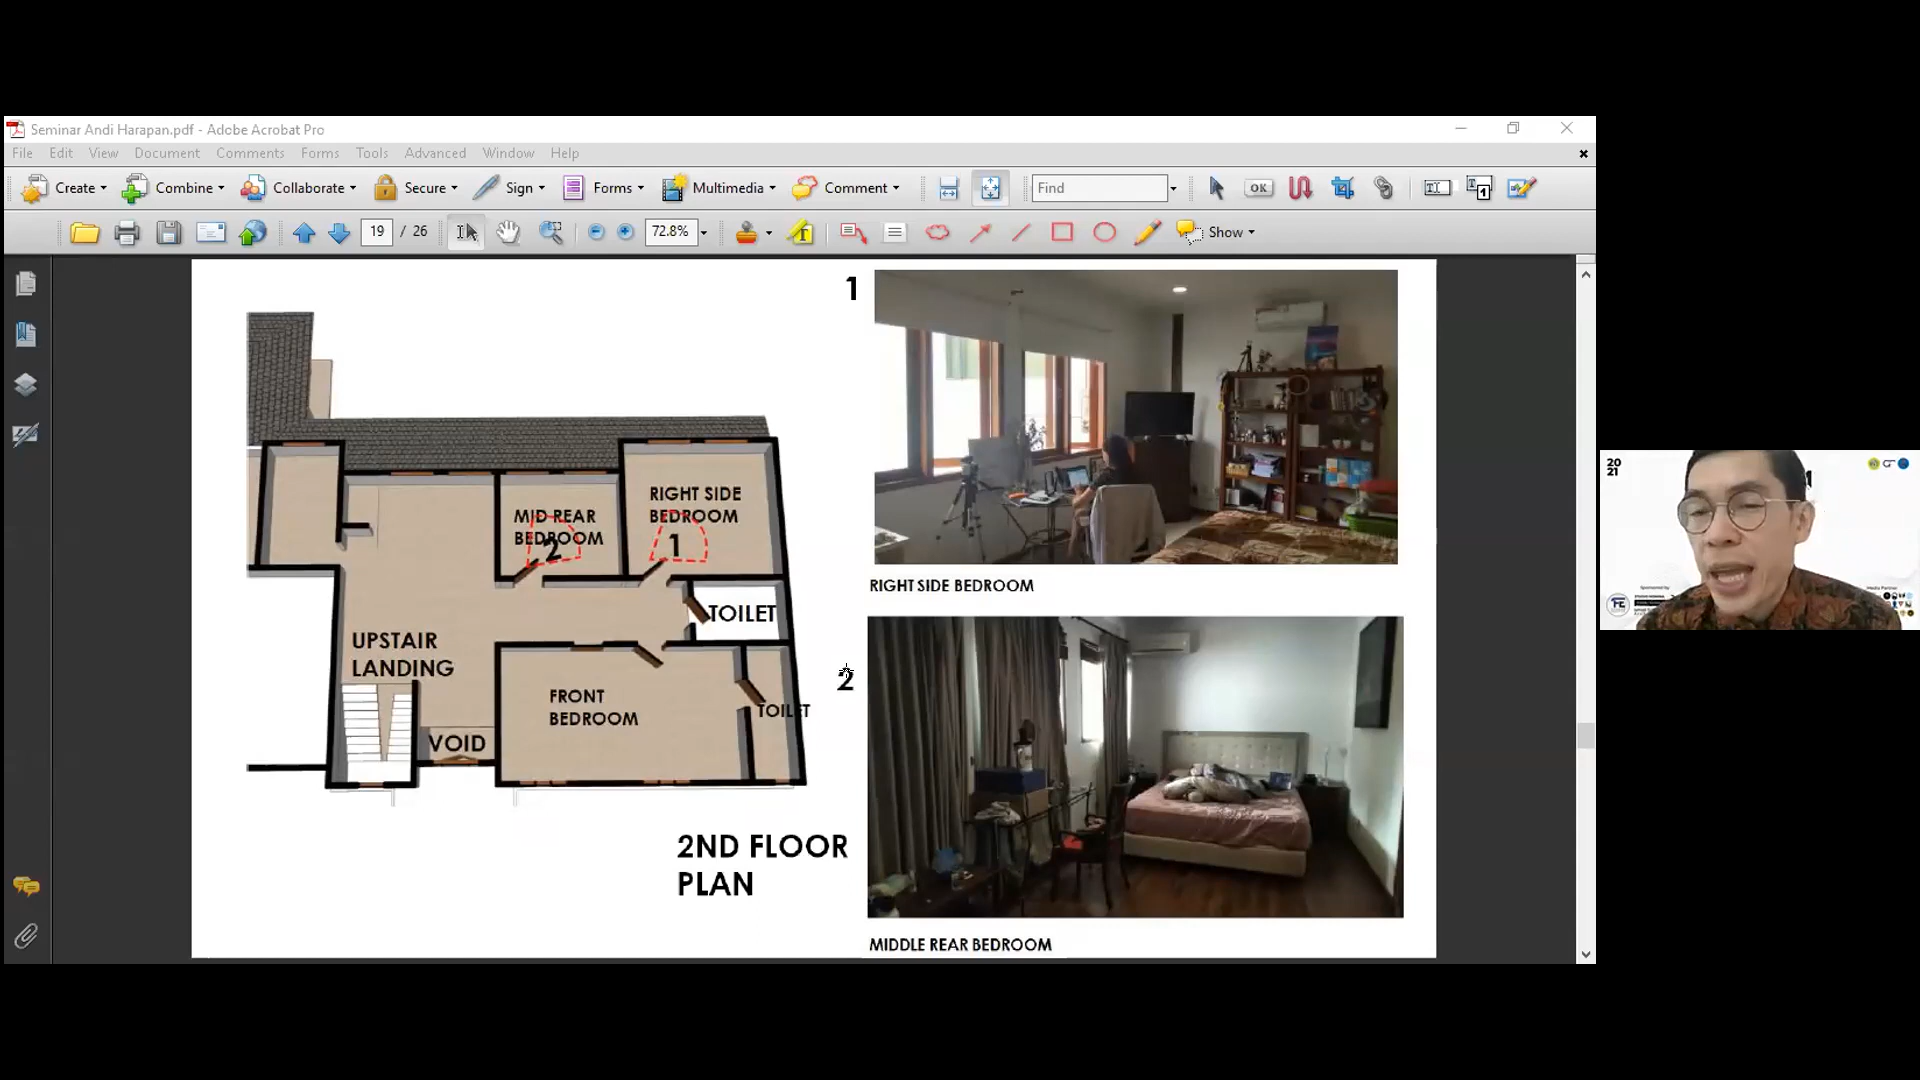 Seminar Andi Harapan.pdf - Adobe Acrobat Pro
File Edit View Document Comments Forms Tools Advanced Window Help
Create Combine Collaborate Secure Sign Forms Multimedia Comment Find OK
19 / 26 72.8% Show
1
RIGHT SIDE BEDROOM
2
MIDDLE REAR BEDROOM
MID REAR
BEDROOM
2
RIGHT SIDE
BEDROOM
1
TOILET
UPSTAIR
LANDING
FRONT
BEDROOM
TOILET
VOID
2ND FLOOR
PLAN
20
21